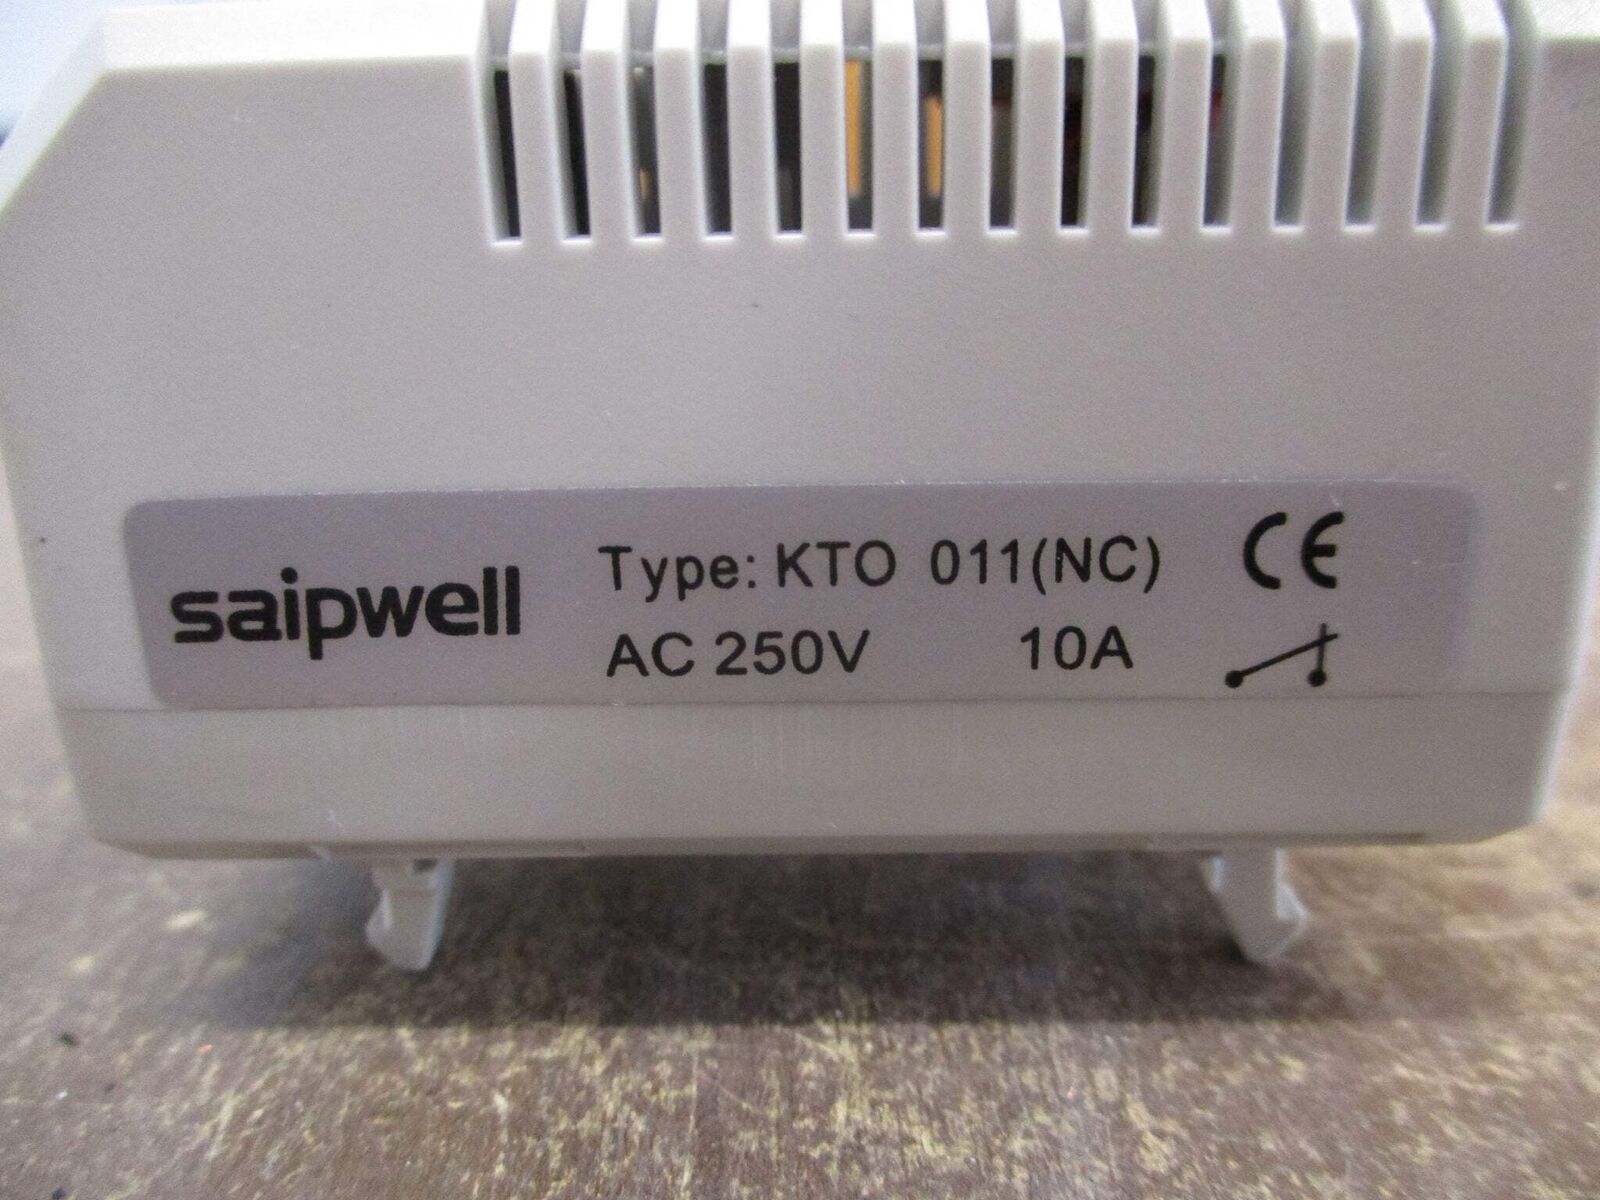 saipwell
Type: KTO 011(NC) CE
AC 250V 10A